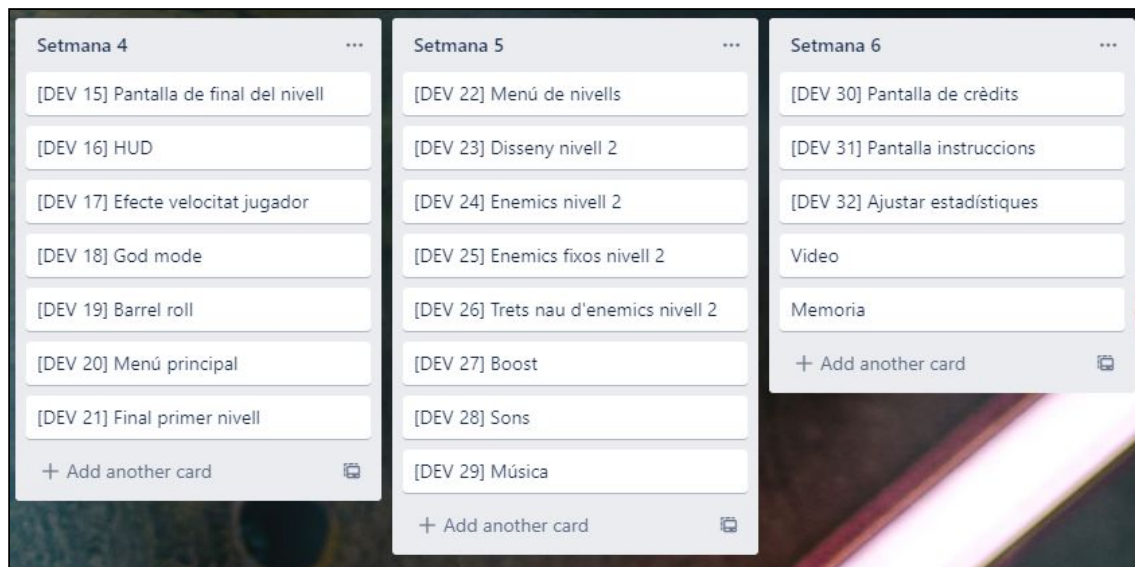 Setmana 4
[DEV 15] Pantalla de final del nivell
[DEV 16] HUD
[DEV 17] Efecte velocitat jugador
[DEV 18] God mode
[DEV 19] Barrel roll
[DEV 20] Menú principal
[DEV 21] Final primer nivell
+ Add another card
Setmana 5
[DEV 22] Menú de nivells
[DEV 23] Disseny nivell 2
[DEV 24] Enemics nivell 2
[DEV 25] Enemics fixos nivell 2
[DEV 26] Trets nau d'enemics nivell 2
[DEV 27] Boost
[DEV 28] Sons
[DEV 29] Música
+ Add another card
Setmana 6
[DEV 30] Pantalla de crèdits
[DEV 31] Pantalla instruccions
[DEV 32] Ajustar estadístiques
Video
Memoria
+ Add another card